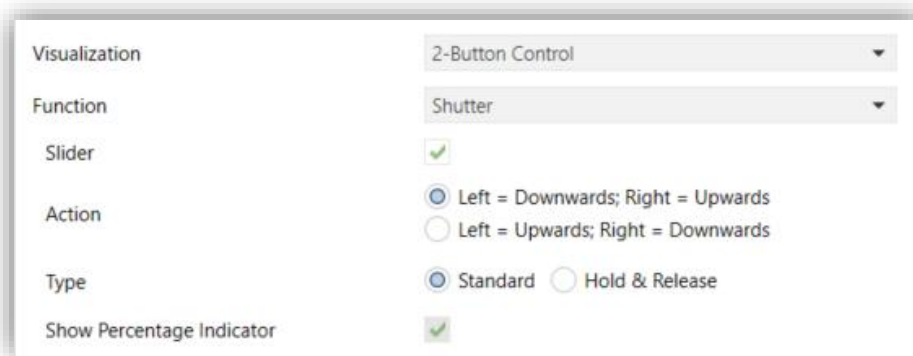 Visualization 2-Button Control
Function Shutter
Slider
Action Left = Downwards; Right = Upwards
Left = Upwards; Right = Downwards
Type Standard Hold & Release
Show Percentage Indicator